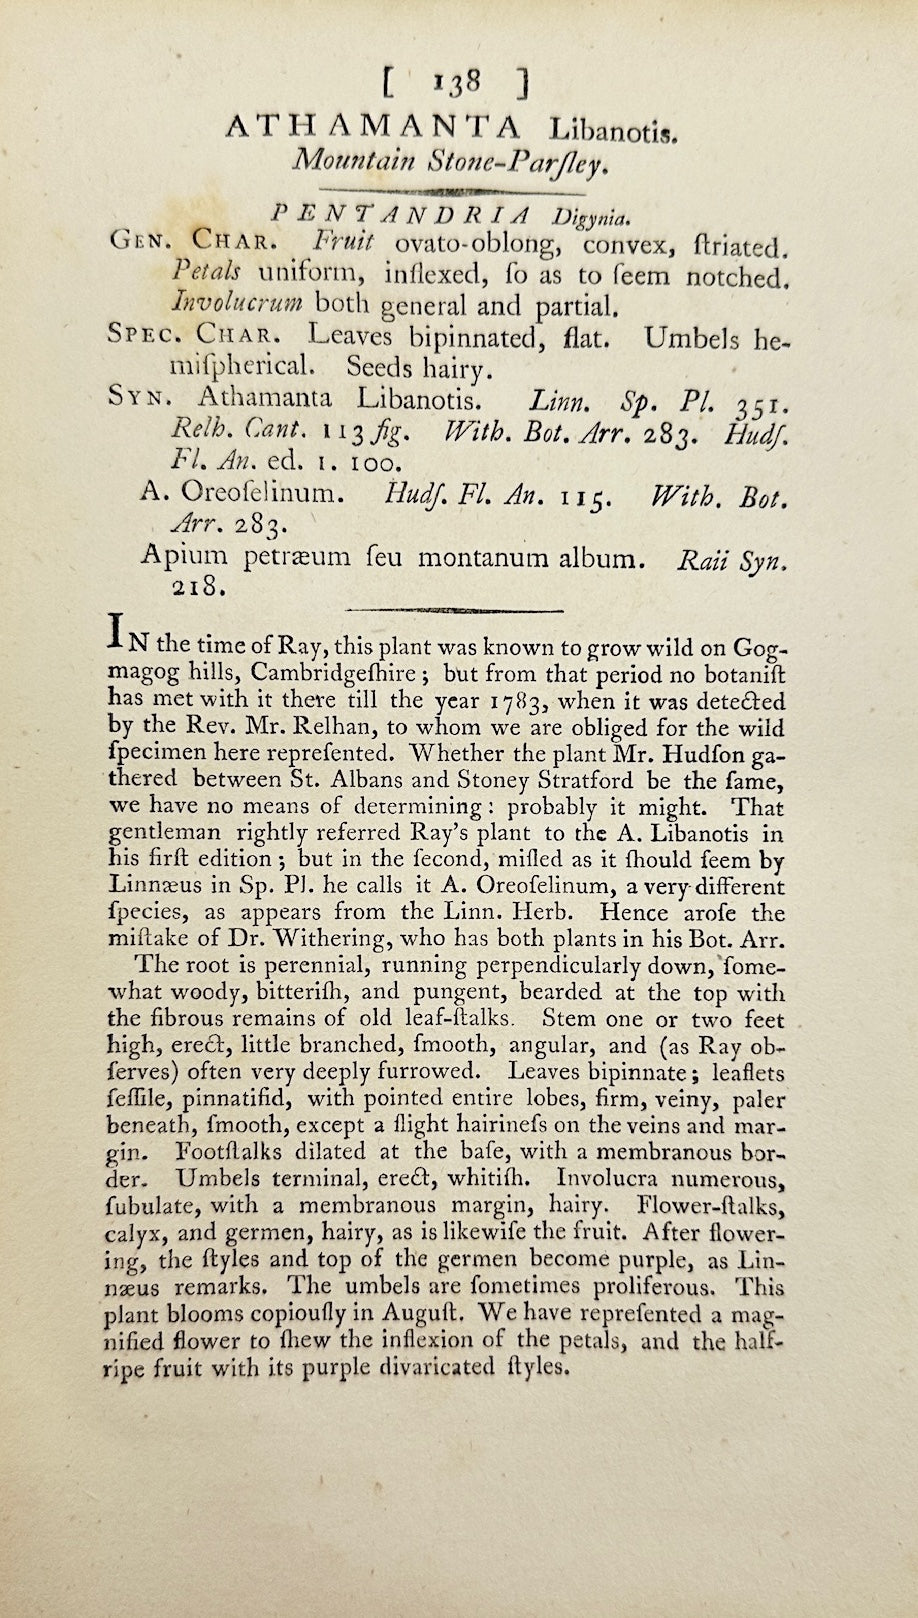 [ 138 ]
ATHAMANTA Libanotis.
Mountain Stone-Parſley.
PENTANDRIA Digynia.
GEN. CHAR. Fruit ovato-oblong, convex, ſtriated.
Petals uniform, inflexed, ſo as to ſeem notched.
Involucrum both general and partial.
SPEC. CHAR. Leaves bipinnated, flat. Umbels he-
miſpherical. Seeds hairy.
SYN. Athamanta Libanotis. Linn. Sp. Pl. 351.
Relh. Cant. 113 fig. With. Bot. Arr. 283. Hudſ.
Fl. An. ed. 1. 100.
A. Oreoſelinum. Hudſ. Fl. An. 115. With. Bot.
Arr. 283.
Apium petræum ſeu montanum album. Raii Syn.
218.
IN the time of Ray, this plant was known to grow wild on Gog-
magog hills, Cambridgeſhire; but from that period no botaniſt
has met with it there till the year 1783, when it was detected
by the Rev. Mr. Relhan, to whom we are obliged for the wild
ſpecimen here repreſented. Whether the plant Mr. Hudſon ga-
thered between St. Albans and Stoney Stratford be the ſame,
we have no means of determining: probably it might. That
gentleman rightly referred Ray's plant to the A. Libanotis in
his firſt edition; but in the ſecond, miſled as it ſhould ſeem by
Linnæus in Sp. Pl. he calls it A. Oreoſelinum, a very different
ſpecies, as appears from the Linn. Herb. Hence aroſe the
miſtake of Dr. Withering, who has both plants in his Bot. Arr.
The root is perennial, running perpendicularly down, ſome-
what woody, bitteriſh, and pungent, bearded at the top with
the fibrous remains of old leaf-ſtalks. Stem one or two feet
high, erect, little branched, ſmooth, angular, and (as Ray ob-
ſerves) often very deeply furrowed. Leaves bipinnate; leaflets
ſeſſile, pinnatifid, with pointed entire lobes, firm, veiny, paler
beneath, ſmooth, except a ſlight hairineſs on the veins and mar-
gin. Footſtalks dilated at the baſe, with a membranous bor-
der. Umbels terminal, erect, whitiſh. Involucra numerous,
ſubulate, with a membranous margin, hairy. Flower-ſtalks,
calyx, and germen, hairy, as is likewiſe the fruit. After flower-
ing, the ſtyles and top of the germen become purple, as Lin-
næus remarks. The umbels are ſometimes proliferous. This
plant blooms copiouſly in Auguſt. We have repreſented a mag-
nified flower to ſhew the inflexion of the petals, and the half-
ripe fruit with its purple divaricated ſtyles.